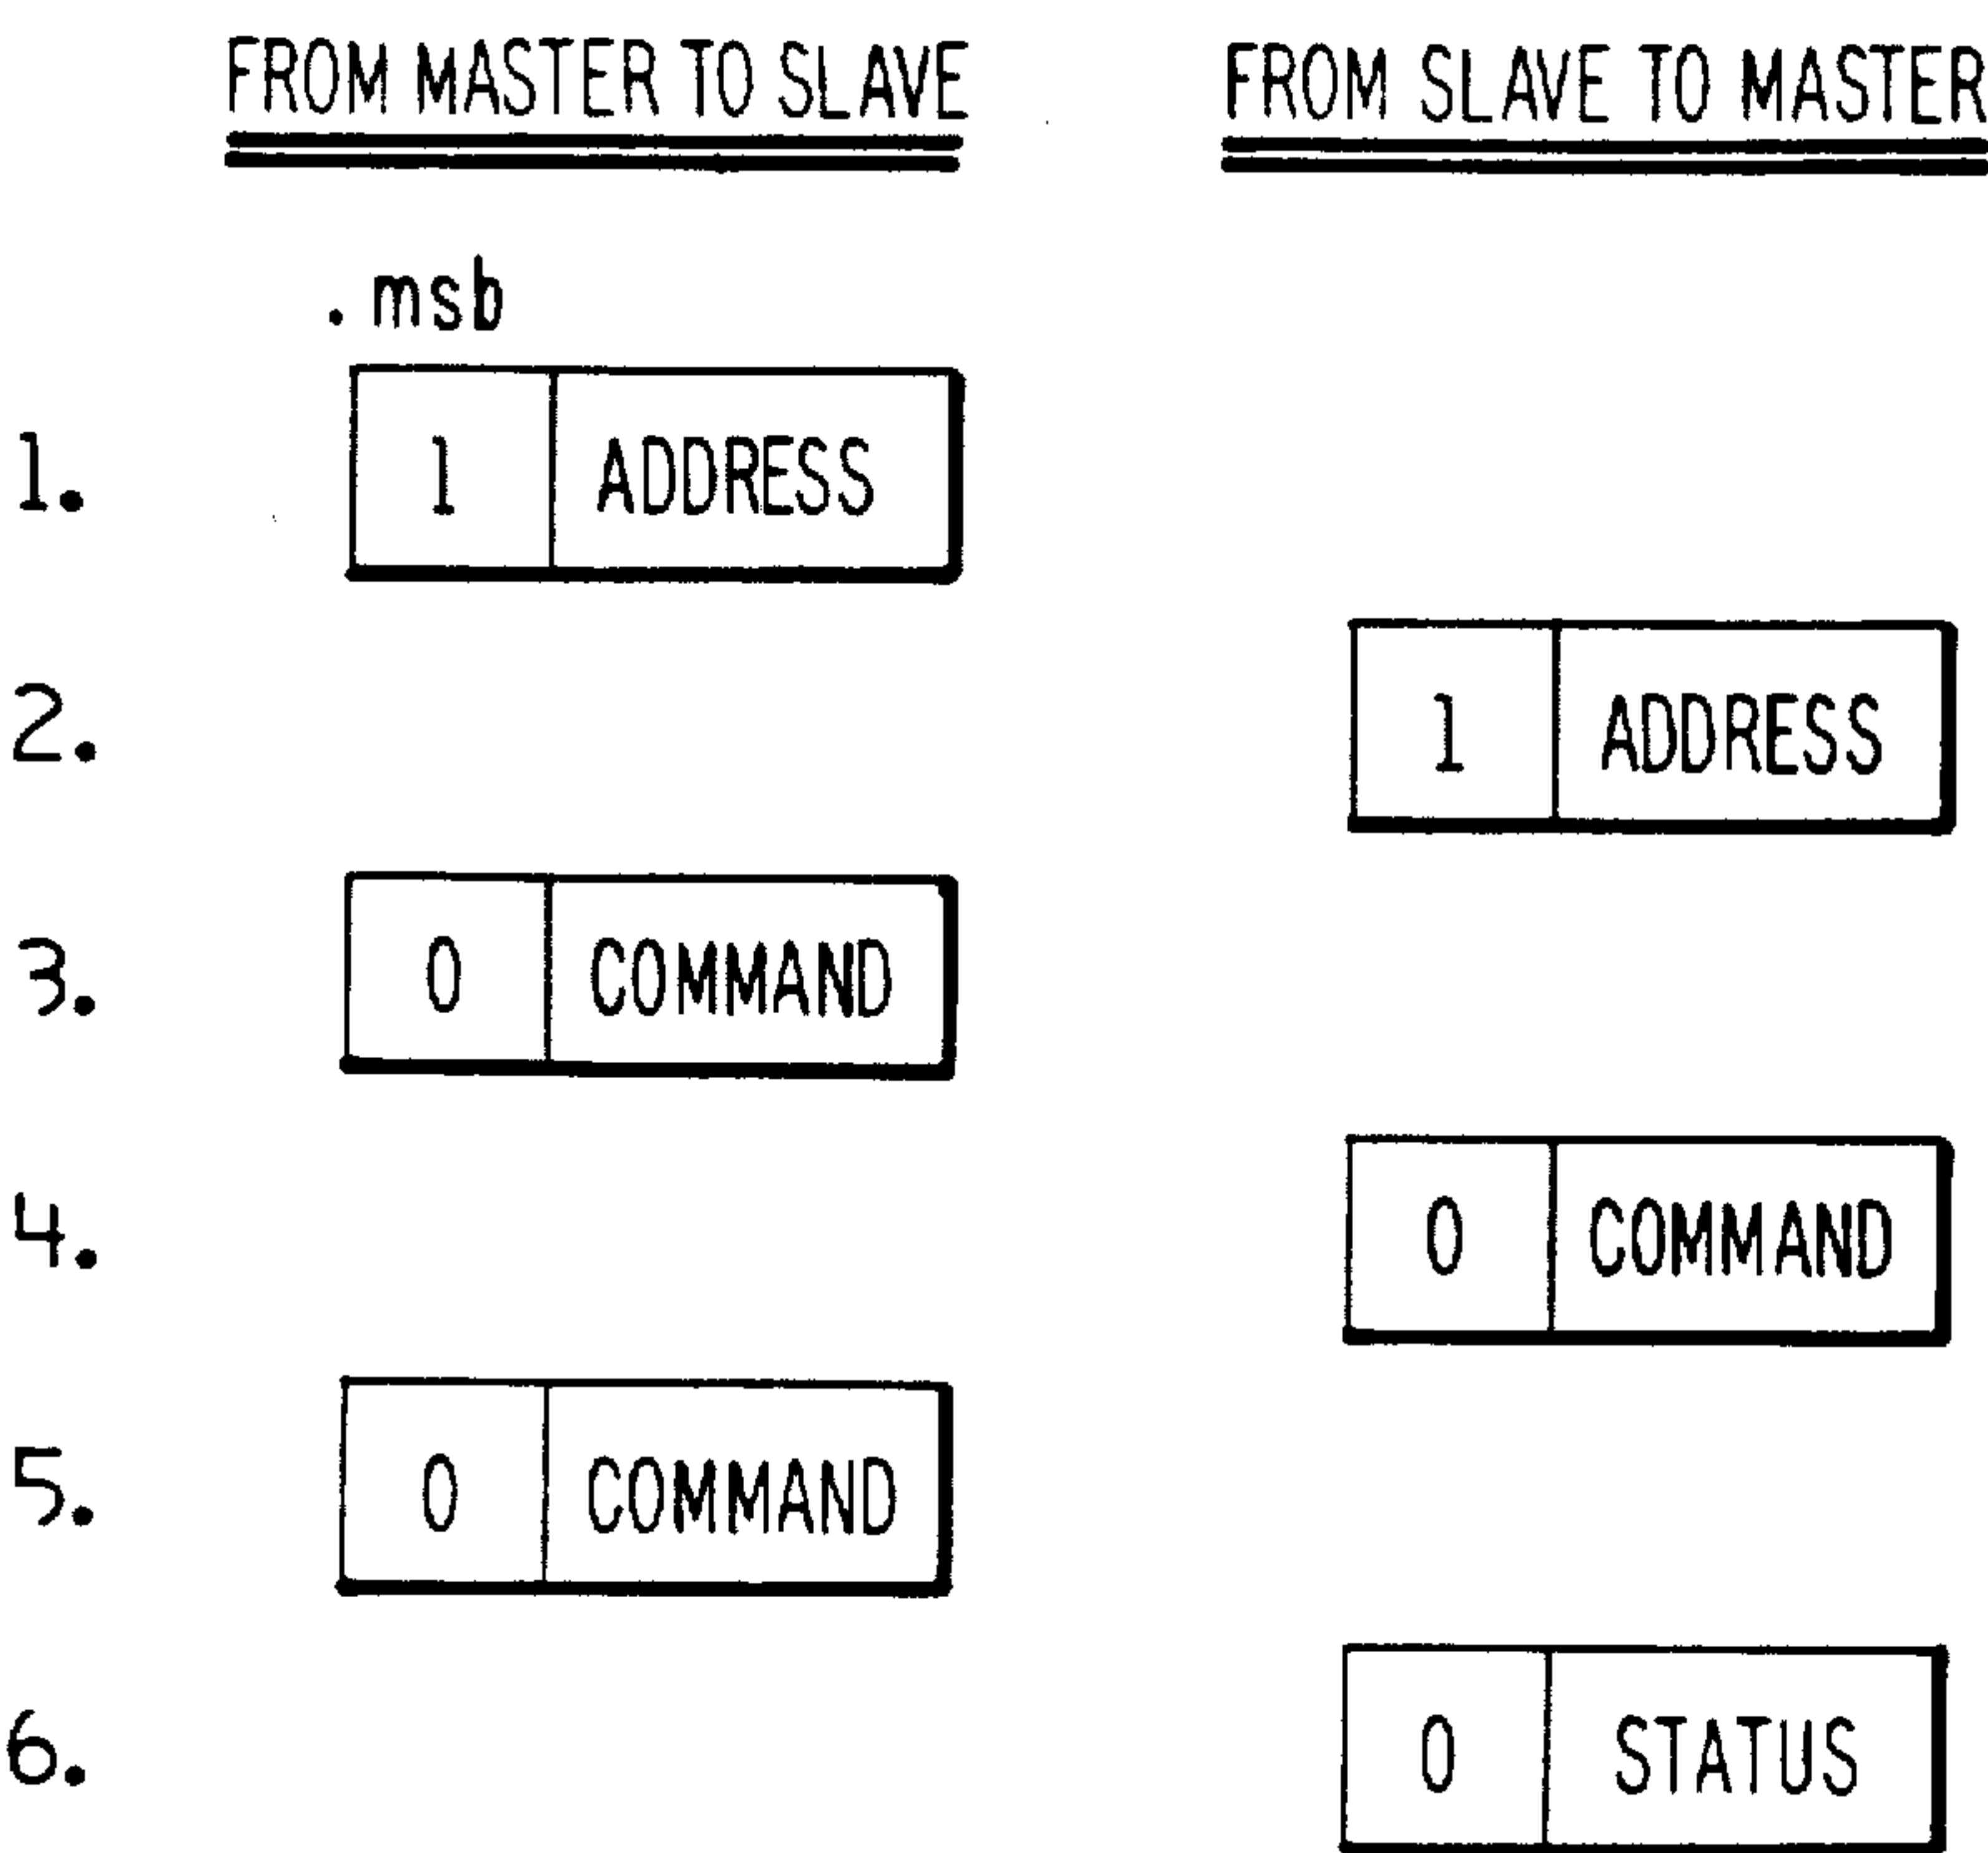 FROM MASTER TO SLAVE FROM SLAVE TO MASTER
.msb
1. 1 ADDRESS
2. 1 ADDRESS
3. 0 COMMAND
4. 0 COMMAND
5. 0 COMMAND
6. 0 STATUS